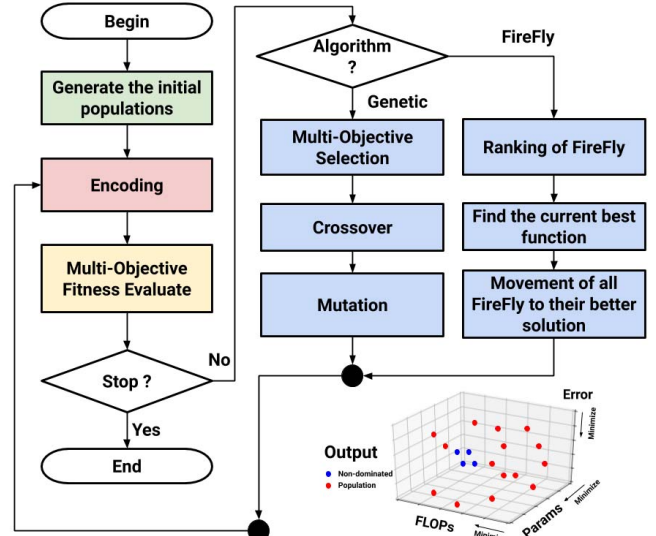 Begin
Generate the initial
populations
Encoding
Multi-Objective
Fitness Evaluate
Stop ?
No
Yes
End
Algorithm
?
FireFly
Genetic
Multi-Objective
Selection
Crossover
Mutation
Ranking of FireFly
Find the current best
function
Movement of all
FireFly to their better
solution
Output
Non-dominated
Population
Error
Minimize
Minimize
Params
FLOPs